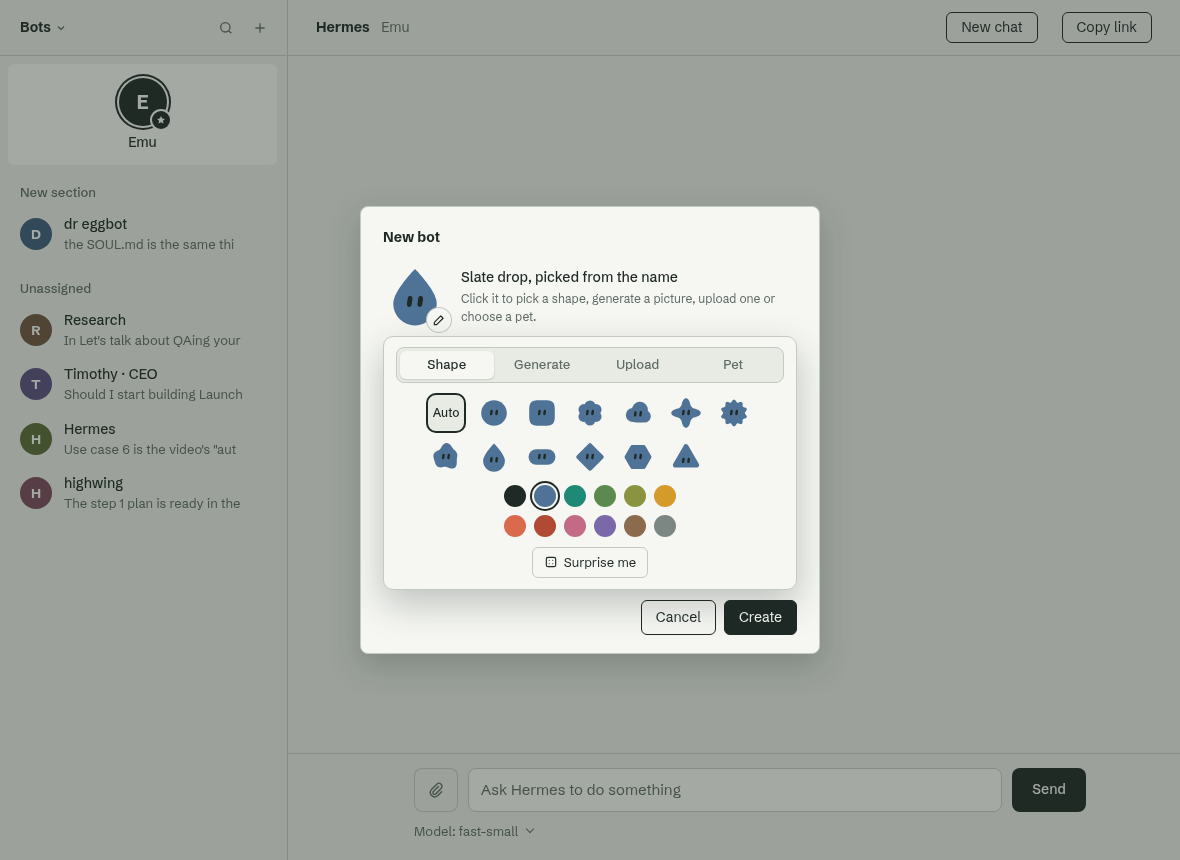 Bots
Hermes Emu
New chat
Copy link
E
Emu
New section
D
dr eggbot
the SOUL.md is the same thi
Unassigned
R
Research
In Let's talk about QAing your
T
Timothy · CEO
Should I start building Launch
H
Hermes
Use case 6 is the video's "aut
H
highwing
The step 1 plan is ready in the
New bot
Slate drop, picked from the name
Click it to pick a shape, generate a picture, upload one or
choose a pet.
Shape Generate Upload Pet
Auto
Surprise me
Cancel Create
Ask Hermes to do something
Send
Model: fast-small